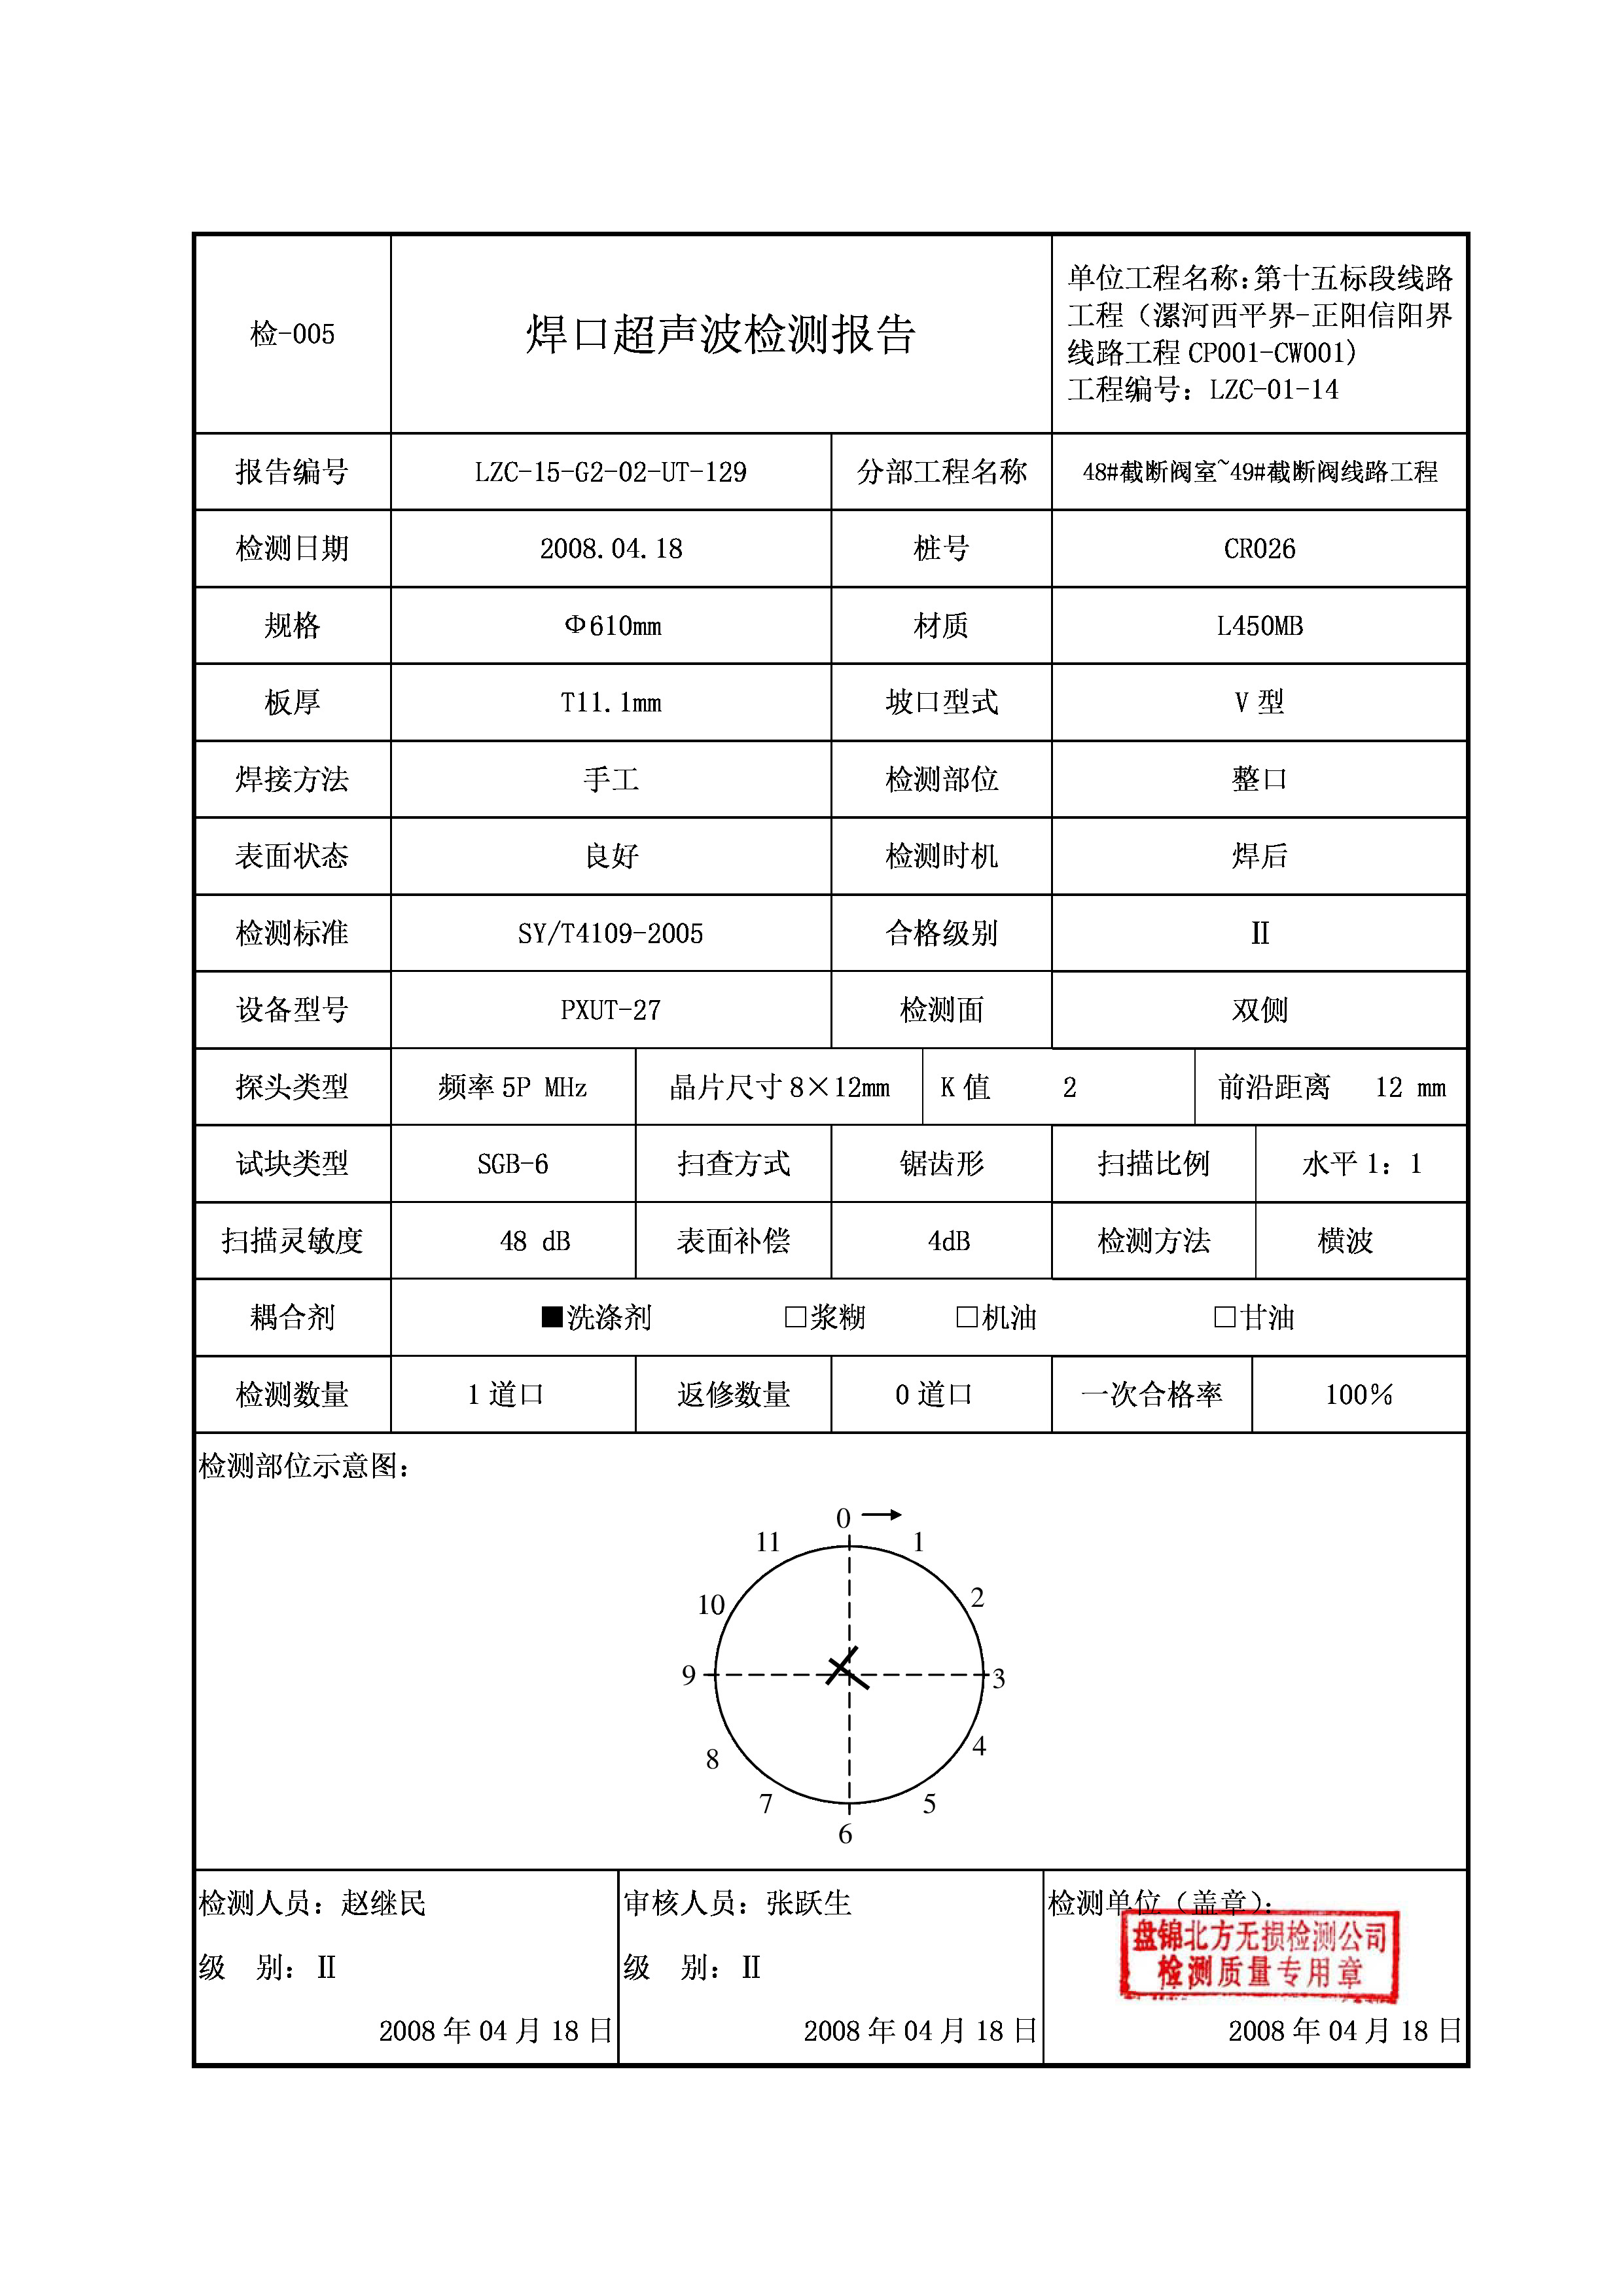 检-005
焊口超声波检测报告
单位工程名称:第十五标段线路
工程（漯河西平界-正阳信阳界
线路工程 CP001-CW001)
工程编号：LZC-01-14
报告编号 LZC-15-G2-02-UT-129 分部工程名称 48#截断阀室~49#截断阀线路工程
检测日期 2008.04.18 桩号 CR026
规格 Φ610mm 材质 L450MB
板厚 T11.1mm 坡口型式 V 型
焊接方法 手工 检测部位 整口
表面状态 良好 检测时机 焊后
检测标准 SY/T4109-2005 合格级别 Ⅱ
设备型号 PXUT-27 检测面 双侧
探头类型 频率 5P MHz 晶片尺寸 8×12mm K 值 2 前沿距离 12 mm
试块类型 SGB-6 扫查方式 锯齿形 扫描比例 水平 1：1
扫描灵敏度 48 dB 表面补偿 4dB 检测方法 横波
耦合剂 ■洗涤剂 □浆糊 □机油 □甘油
检测数量 1 道口 返修数量 0 道口 一次合格率 100%
检测部位示意图：
0
11 1
10 2
9 3
8 4
7 5
6
检测人员：赵继民 审核人员：张跃生 检测单位（盖章）：
盘锦北方无损检测公司
检测质量专用章
级 别：Ⅱ 级 别：Ⅱ
2008 年 04 月 18 日 2008 年 04 月 18 日 2008 年 04 月 18 日